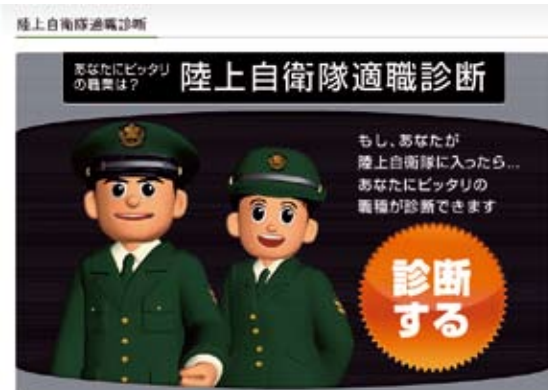 陸上自衛隊適職診断
あなたにピッタリ
の職業は?
陸上自衛隊適職診断
もし、あなたが
陸上自衛隊に入ったら...
あなたにピッタリの
職種が診断できます
診断
する